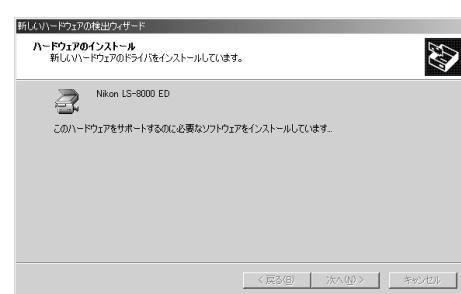 新しいハードウェアの検出ウィザード
ハードウェアのインストール
新しいハードウェアのドライバをインストールしています。
Nikon LS-8000 ED
このハードウェアをサポートするのに必要なソフトウェアをインストールしています...
< 戻る(B)
次へ(N) >
キャンセル